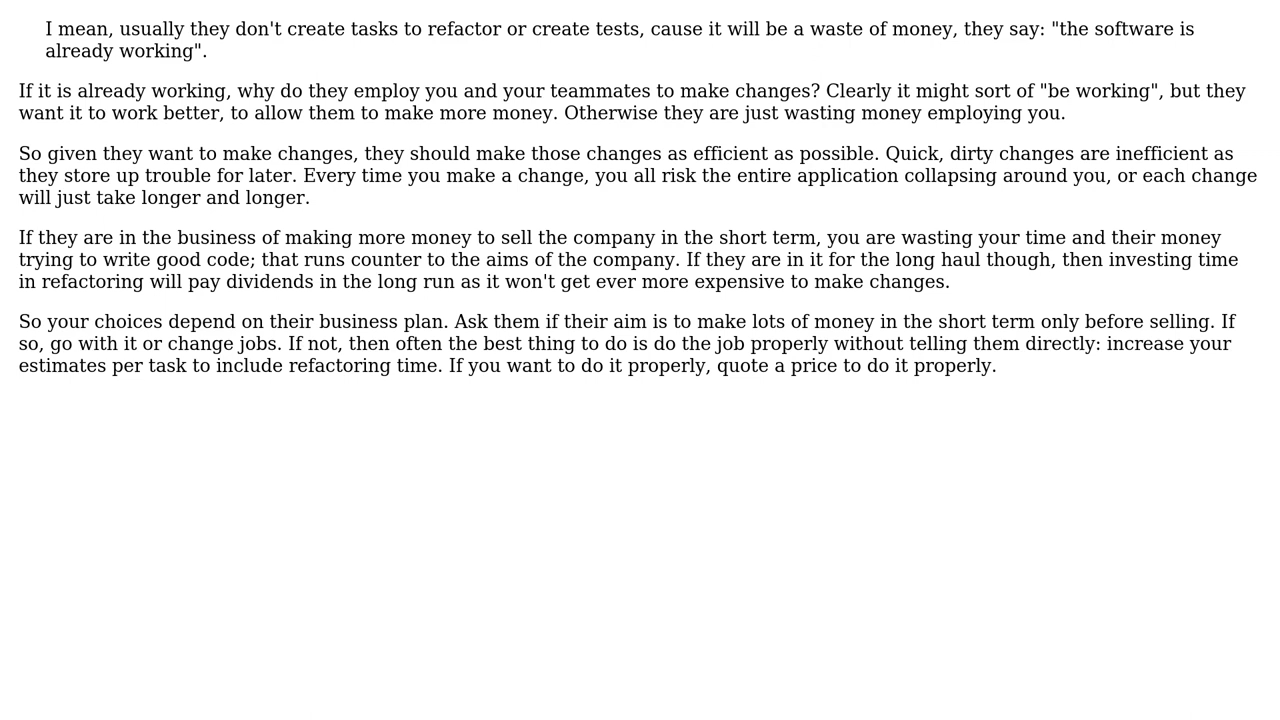 I mean, usually they don't create tasks to refactor or create tests, cause it will be a waste of money, they say: "the software is
already working".
If it is already working, why do they employ you and your teammates to make changes? Clearly it might sort of "be working", but they
want it to work better, to allow them to make more money. Otherwise they are just wasting money employing you.
So given they want to make changes, they should make those changes as efficient as possible. Quick, dirty changes are inefficient as
they store up trouble for later. Every time you make a change, you all risk the entire application collapsing around you, or each change
will just take longer and longer.
If they are in the business of making more money to sell the company in the short term, you are wasting your time and their money
trying to write good code; that runs counter to the aims of the company. If they are in it for the long haul though, then investing time
in refactoring will pay dividends in the long run as it won't get ever more expensive to make changes.
So your choices depend on their business plan. Ask them if their aim is to make lots of money in the short term only before selling. If
so, go with it or change jobs. If not, then often the best thing to do is do the job properly without telling them directly: increase your
estimates per task to include refactoring time. If you want to do it properly, quote a price to do it properly.